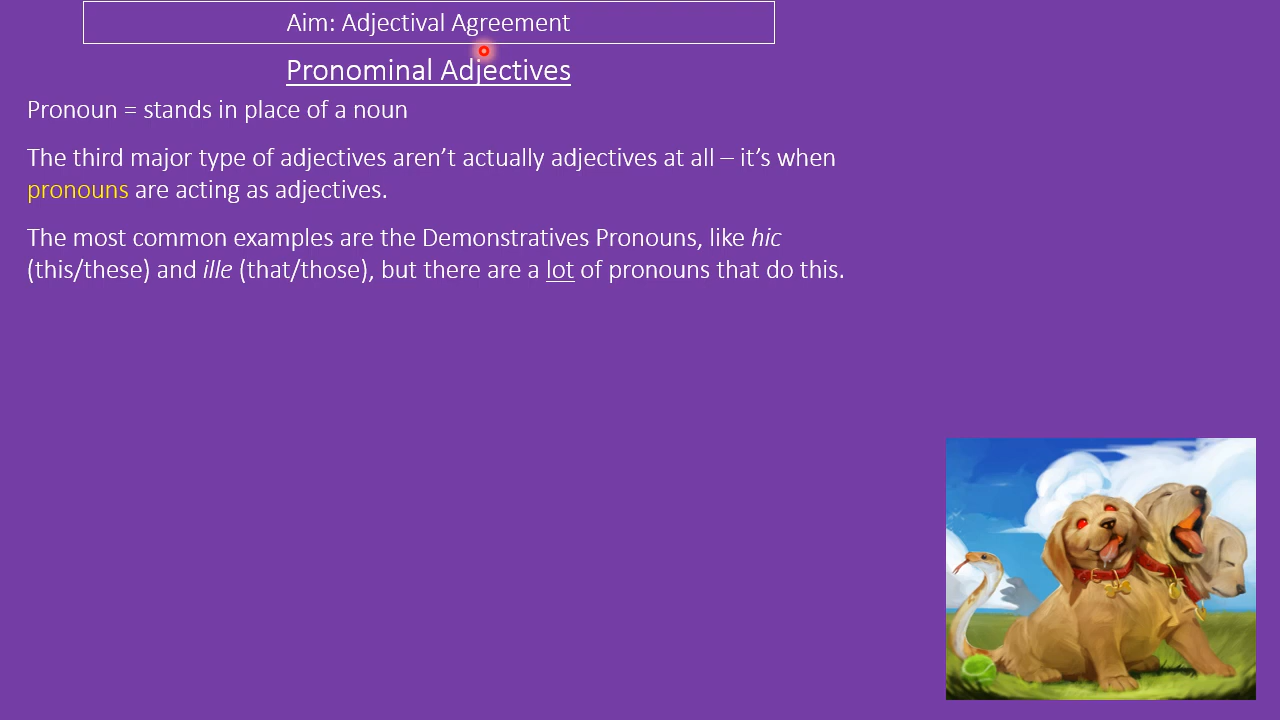 Aim: Adjectival Agreement
Pronominal Adjectives
Pronoun = stands in place of a noun
The third major type of adjectives aren’t actually adjectives at all – it’s when
pronouns are acting as adjectives.
The most common examples are the Demonstratives Pronouns, like hic
(this/these) and ille (that/those), but there are a lot of pronouns that do this.